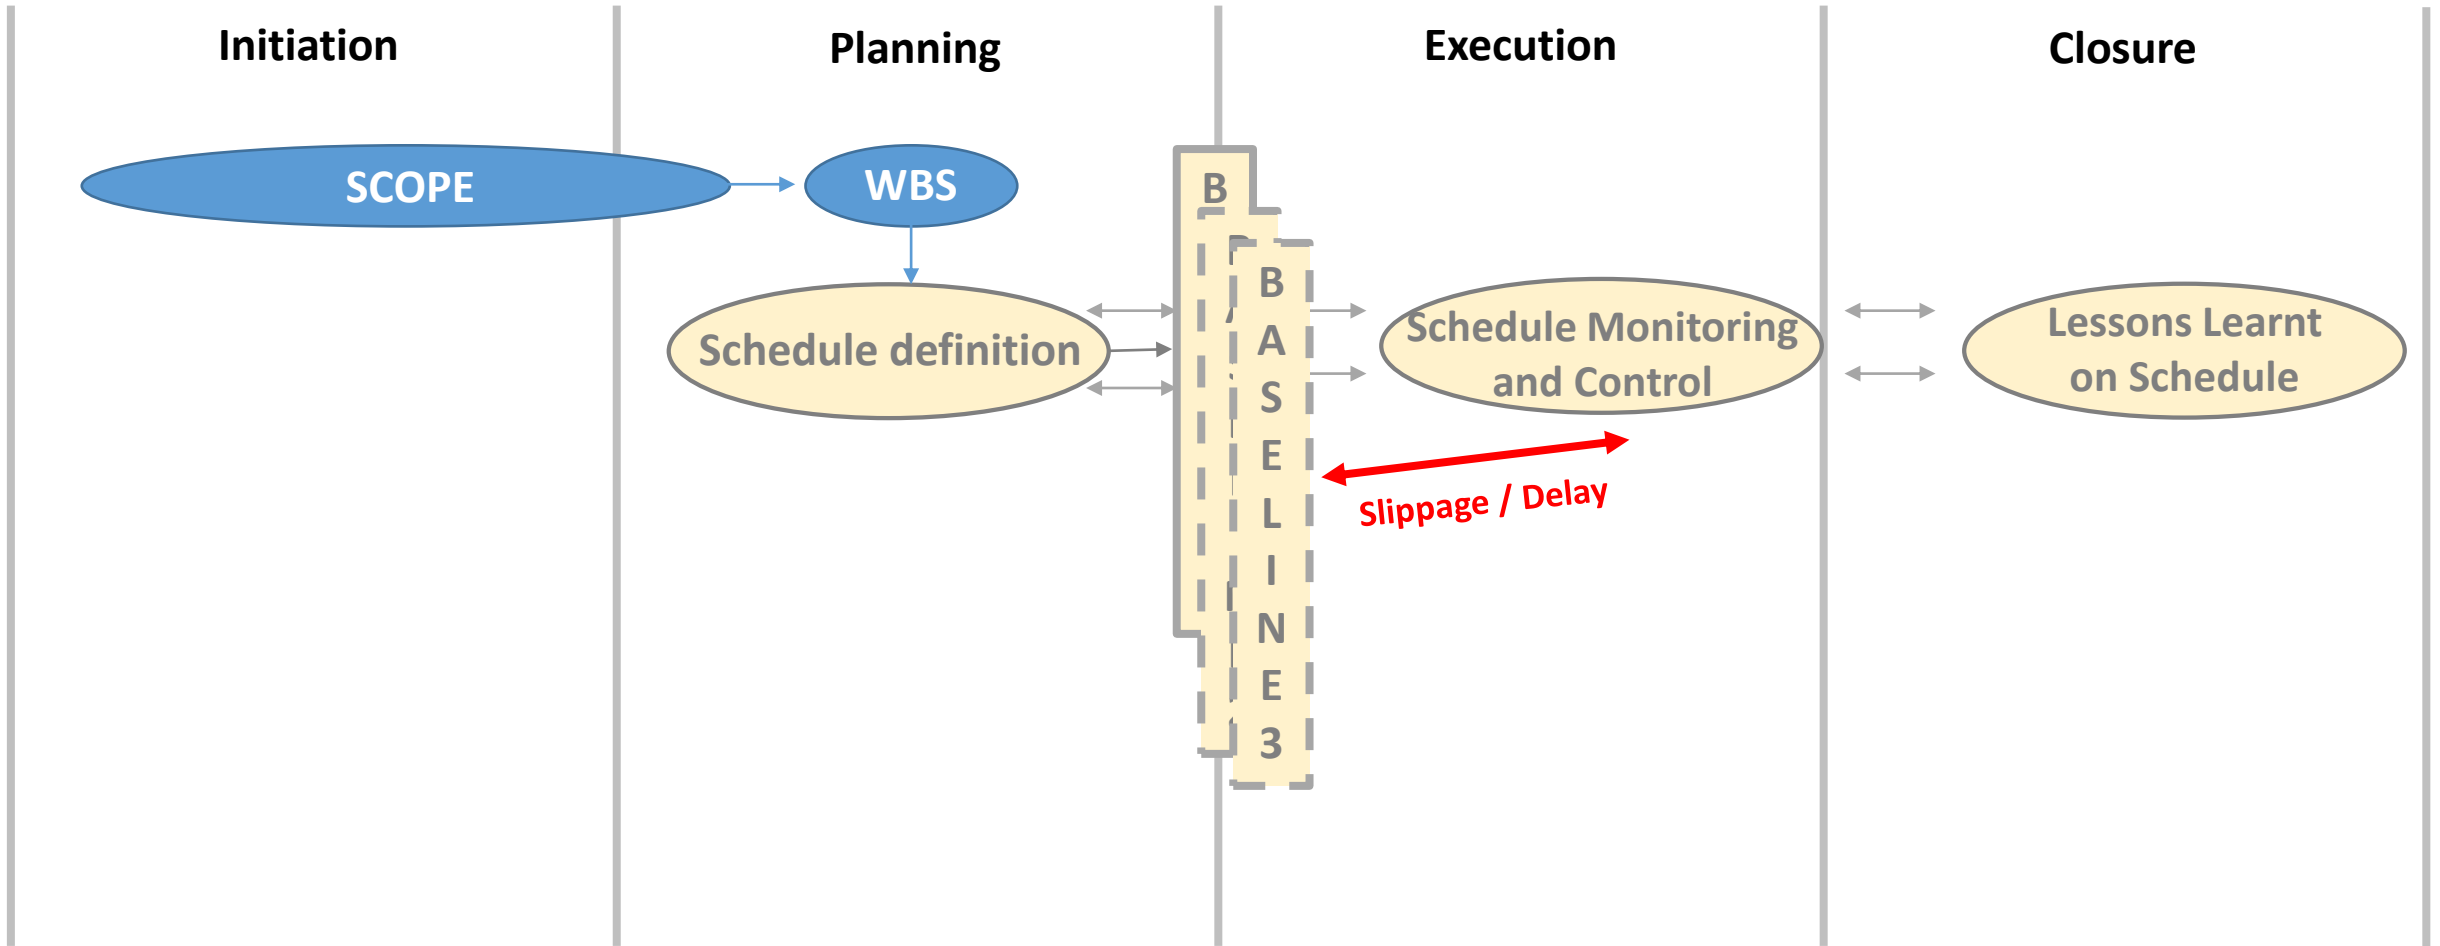 Initiation
Planning
Execution
Closure
SCOPE
WBS
B
B
A
S
E
L
I
N
E
3
Schedule definition
Schedule Monitoring
and Control
Lessons Learnt
on Schedule
Slippage / Delay